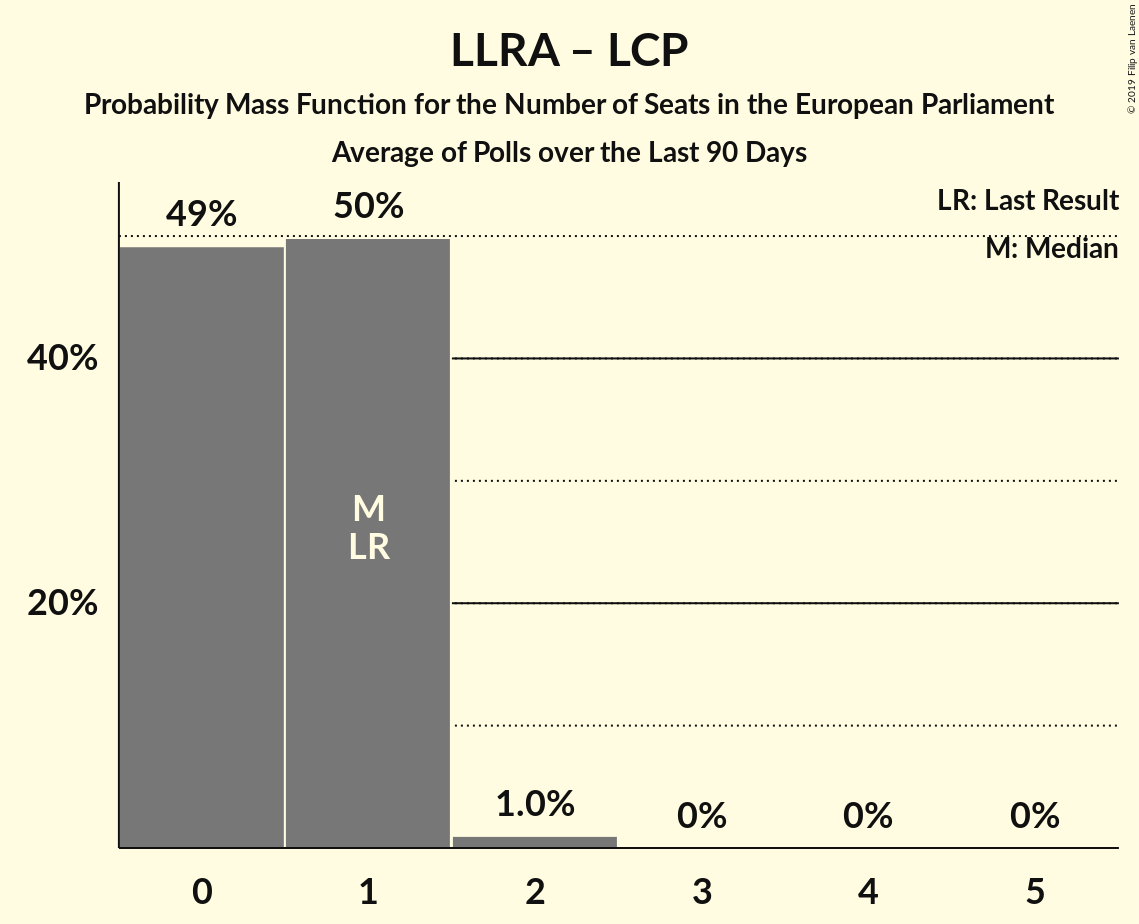 LLRA – LCP
Probability Mass Function for the Number of Seats in the European Parliament
Average of Polls over the Last 90 Days
© 2019 Filip van Laenen
LR: Last Result
M: Median
49%
50%
40%
M
LR
20%
1.0%
0%
0%
0%
0
1
2
3
4
5